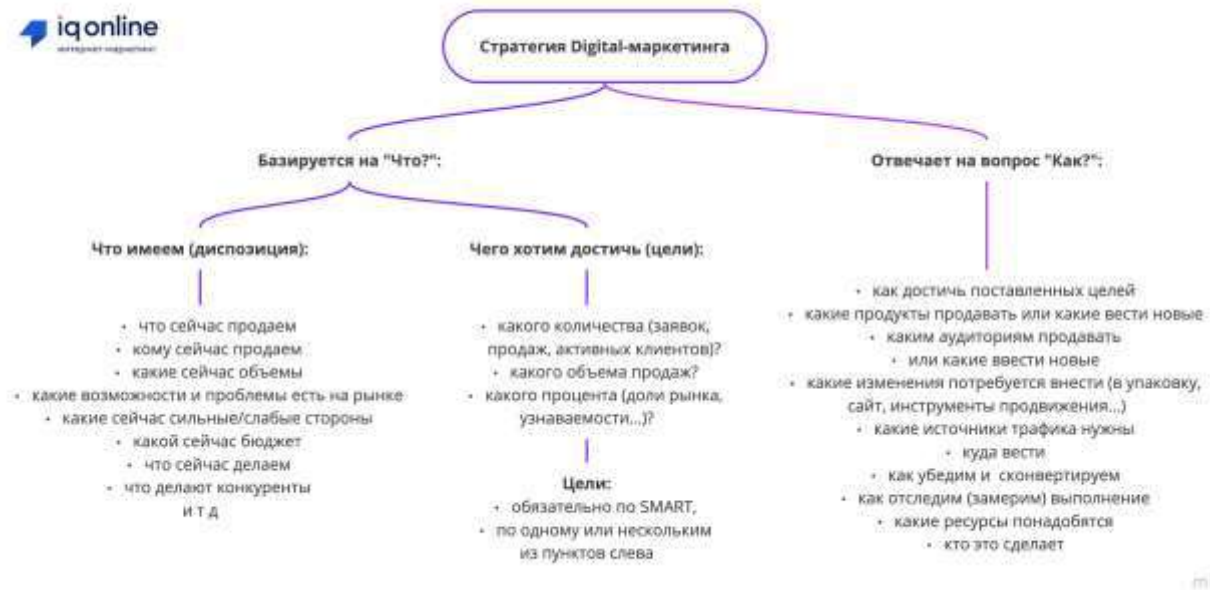 iqonline
интернет-маркетинг
Стратегия Digital-маркетинга
Базируется на "Что?":
Что имеем (диспозиция):
• что сейчас продаем
• кому сейчас продаем
• какие сейчас объемы
• какие возможности и проблемы есть на рынке
• какие сейчас сильные/слабые стороны
• какой сейчас бюджет
• что сейчас делаем
• что делают конкуренты
и т д
Чего хотим достичь (цели):
• какого количества (заявок,
продаж, активных клиентов)?
• какого объема продаж?
• какого процента (доли рынка,
узнаваемости...)?
Цели:
• обязательно по SMART,
• по одному или нескольким
из пунктов слева
Отвечает на вопрос "Как?":
• как достичь поставленных целей
• какие продукты продавать или какие вести новые
• каким аудиториям продавать
• или какие ввести новые
• какие изменения потребуется внести (в упаковку,
сайт, инструменты продвижения...)
• какие источники трафика нужны
• куда вести
• как убедим и сконвертируем
• как отследим (замерим) выполнение
• какие ресурсы понадобятся
• кто это сделает
m